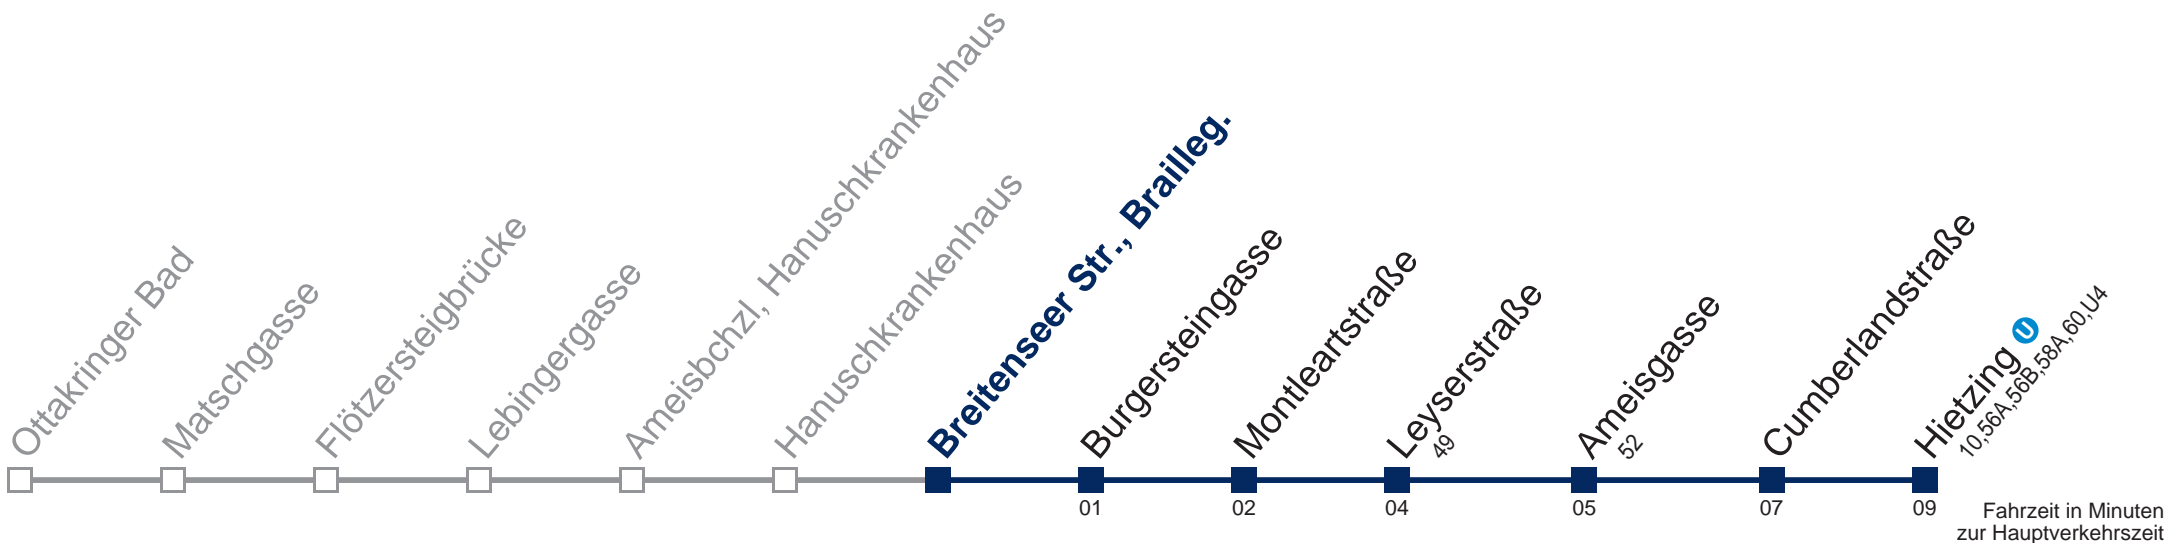 Ottakringer Bad
Matschgasse
Flötzersteigbrücke
Lebingergasse
Ameisbchzl, Hanuschkrankenhaus
Hanuschkrankenhaus
Breitenseer Str., Brailleg.
Burgersteingasse
Montleartstraße
Leyserstraße
49
Ameisgasse
52
Cumberlandstraße
Hietzing U
10,56A,56B,58A,60,U4
01
02
04
05
07
09
Fahrzeit in Minuten
zur Hauptverkehrszeit